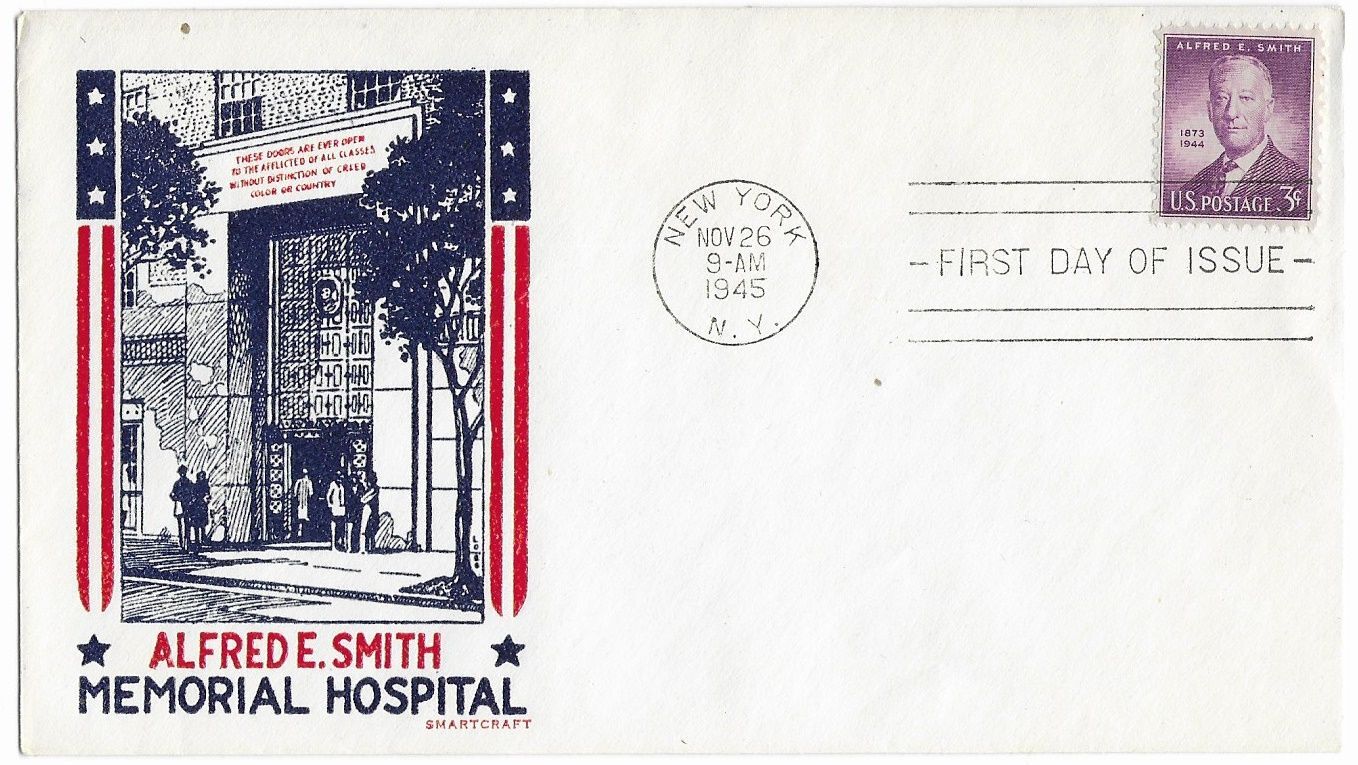 THESE DOORS ARE EVER OPEN
TO THE AFFLICTED OF ALL CLASSES
WITHOUT DISTINCTION OF CREED
COLOR OR COUNTRY
ALFRED E. SMITH
MEMORIAL HOSPITAL
SMARTCRAFT
NEW YORK
NOV 26
9-AM
1945
N. Y.
ALFRED E. SMITH
1873
1944
U.S. POSTAGE 3¢
- FIRST DAY OF ISSUE -